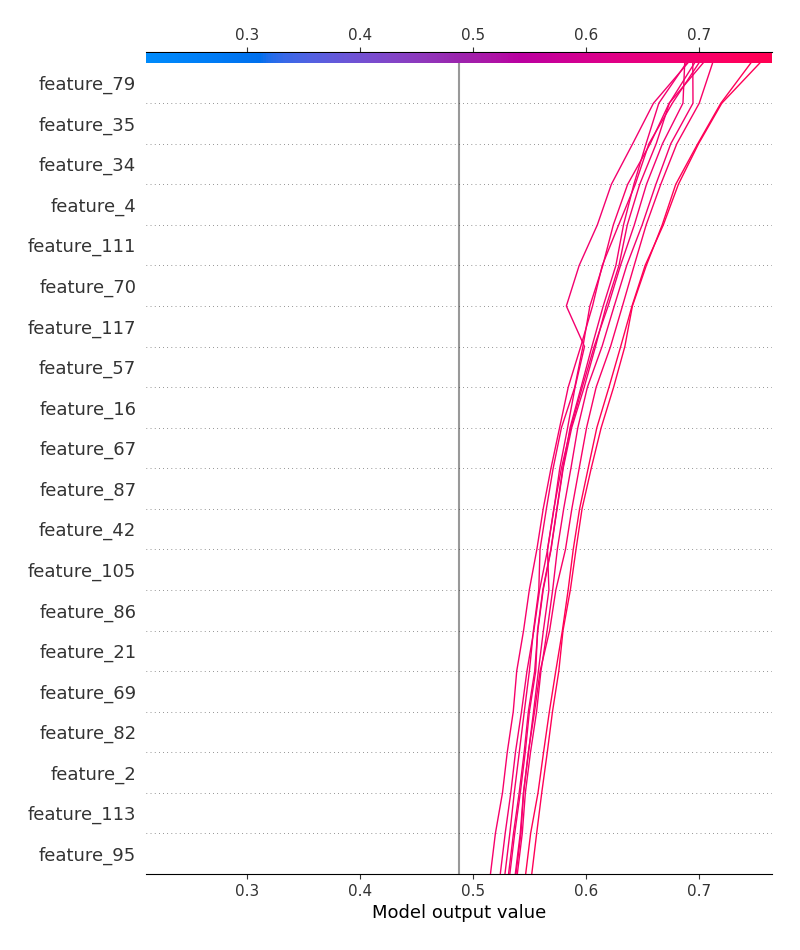 0.3 0.4 0.5 0.6 0.7
feature_79
feature_35
feature_34
feature_4
feature_111
feature_70
feature_117
feature_57
feature_16
feature_67
feature_87
feature_42
feature_105
feature_86
feature_21
feature_69
feature_82
feature_2
feature_113
feature_95
0.3 0.4 0.5 0.6 0.7
Model output value